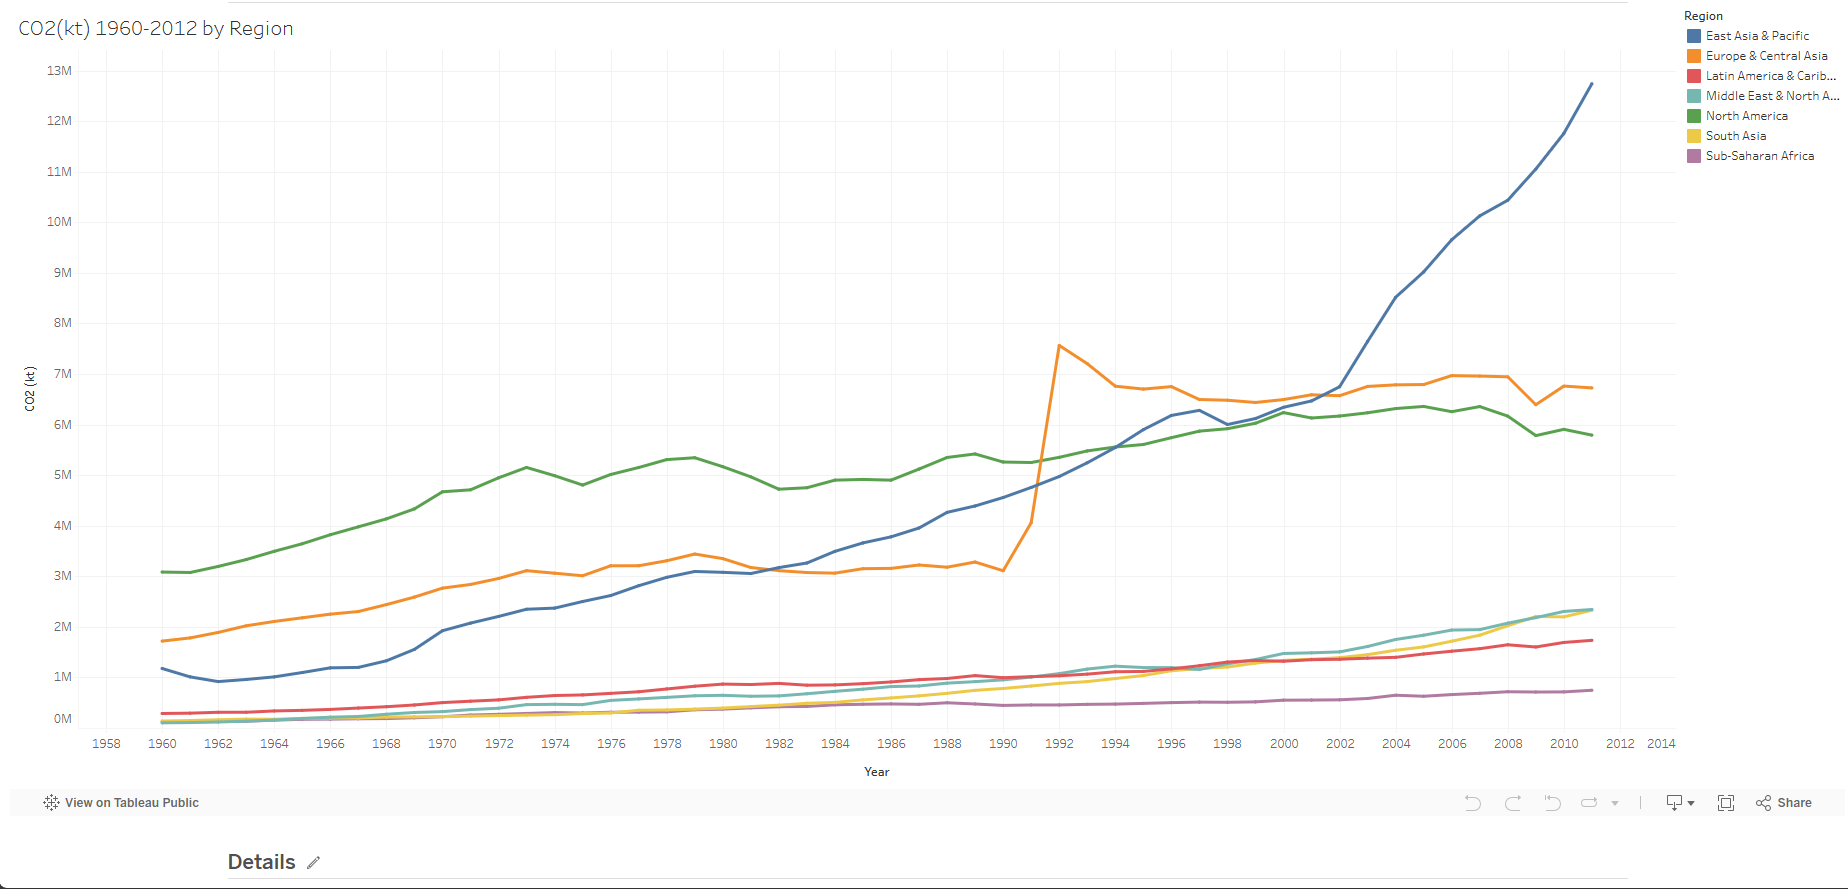 CO2(kt) 1960-2012 by Region
Region
East Asia & Pacific
Europe & Central Asia
Latin America & Carib...
Middle East & North A...
North America
South Asia
Sub-Saharan Africa
13M
12M
11M
10M
9M
8M
7M
6M
5M
4M
3M
2M
1M
0M
CO2 (kt)
1958 1960 1962 1964 1966 1968 1970 1972 1974 1976 1978 1980 1982 1984 1986 1988 1990 1992 1994 1996 1998 2000 2002 2004 2006 2008 2010 2012 2014
Year
View on Tableau Public
Share
Details